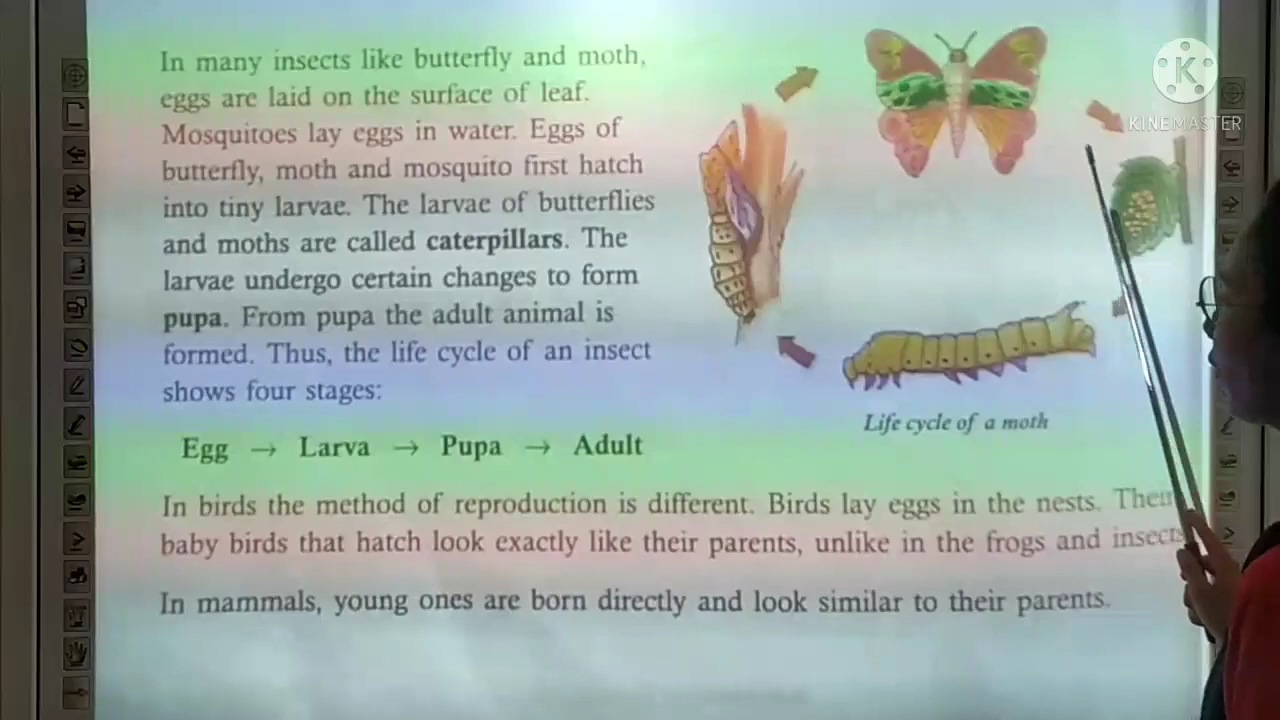 In many insects like butterfly and moth,
eggs are laid on the surface of leaf.
Mosquitoes lay eggs in water. Eggs of
butterfly, moth and mosquito first hatch
into tiny larvae. The larvae of butterflies
and moths are called caterpillars. The
larvae undergo certain changes to form
pupa. From pupa the adult animal is
formed. Thus, the life cycle of an insect
shows four stages:
Egg → Larva → Pupa → Adult
In birds the method of reproduction is different. Birds lay eggs in the nests.
baby birds that hatch look exactly like their parents, unlike in the frogs and insects
In mammals, young ones are born directly and look similar to their parents.
Life cycle of a moth
K
KINEMASTER